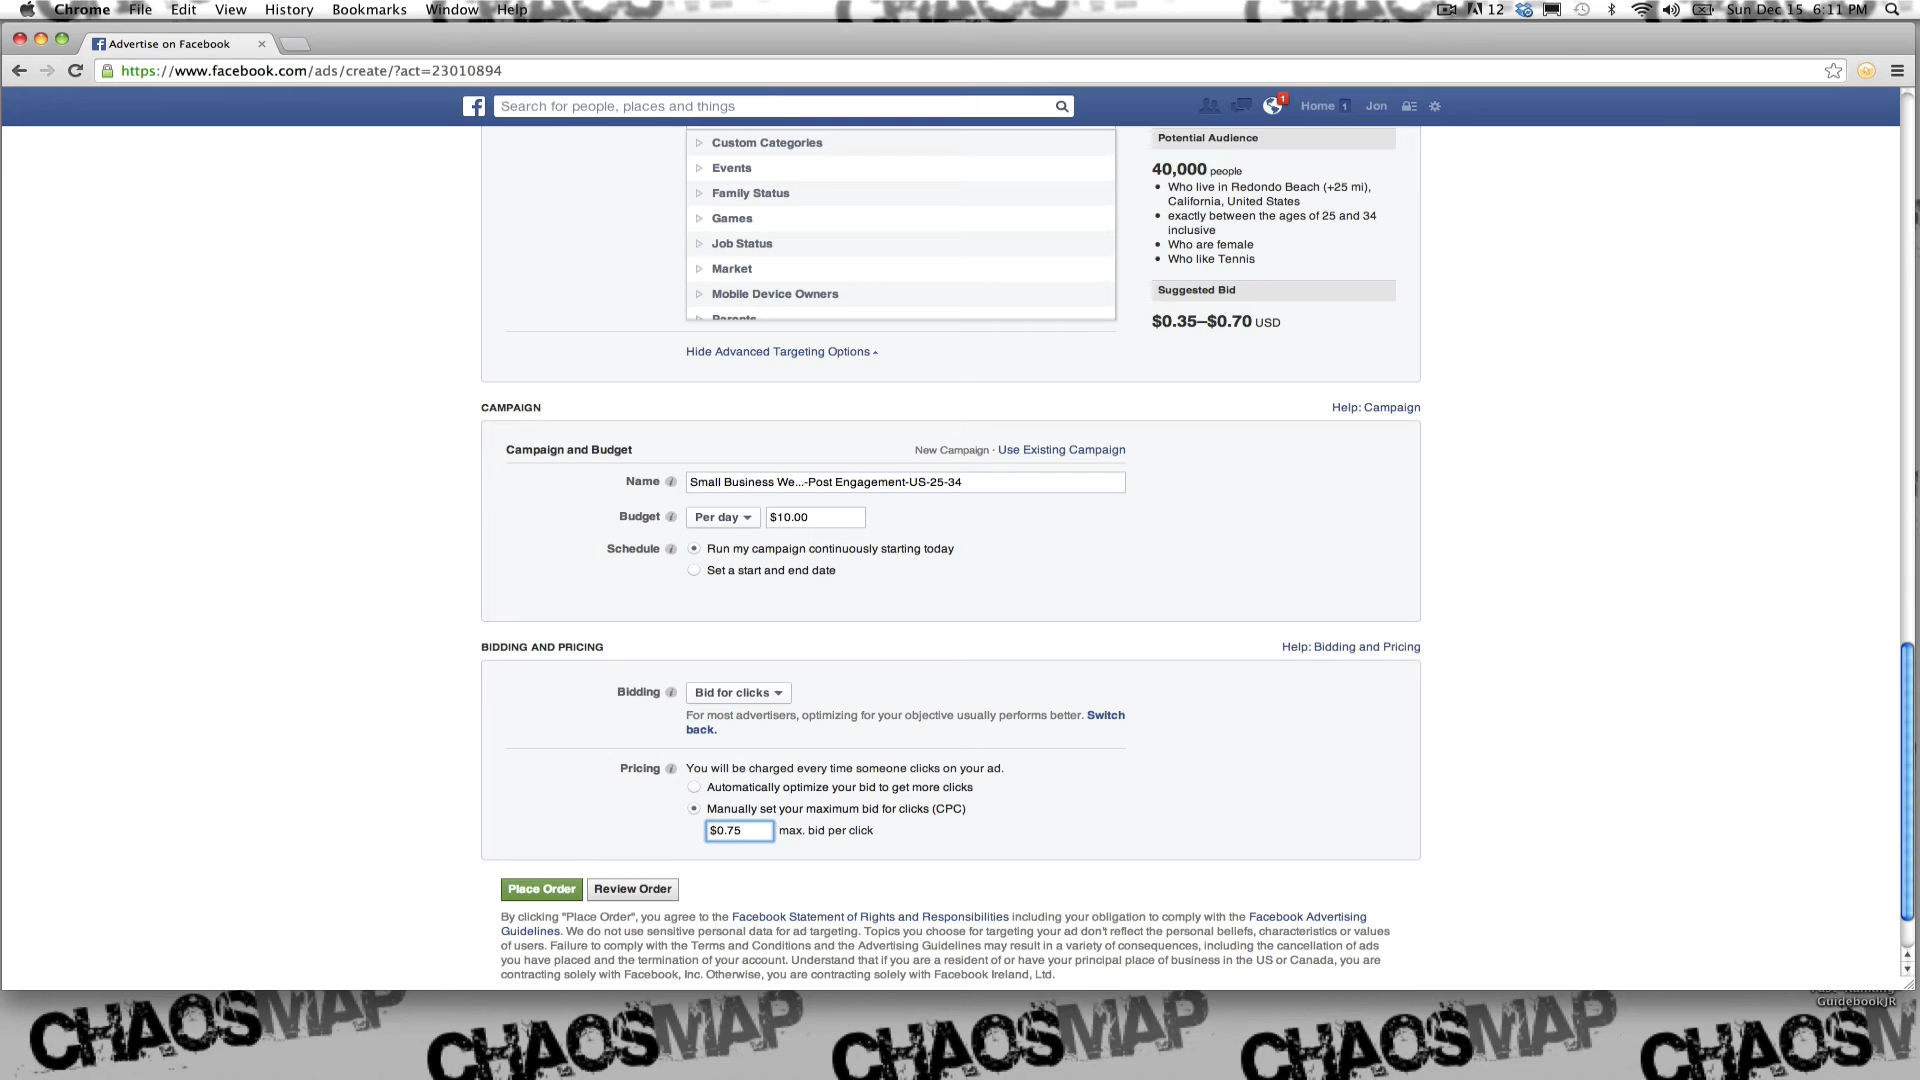 Chrome File Edit View History Bookmarks Window Help 12 Sun Dec 15 6:11 PM
Advertise on Facebook
https://www.facebook.com/ads/create/?act=23010894
Search for people, places and things 1 Home 1 Jon
Custom Categories
Events
Family Status
Games
Job Status
Market
Mobile Device Owners
Parents
Hide Advanced Targeting Options
Potential Audience
40,000 people
Who live in Redondo Beach (+25 mi),
California, United States
exactly between the ages of 25 and 34
inclusive
Who are female
Who like Tennis
Suggested Bid
$0.35–$0.70 USD
CAMPAIGN Help: Campaign
Campaign and Budget New Campaign · Use Existing Campaign
Name Small Business We...-Post Engagement-US-25-34
Budget Per day $10.00
Schedule Run my campaign continuously starting today
Set a start and end date
BIDDING AND PRICING Help: Bidding and Pricing
Bidding Bid for clicks
For most advertisers, optimizing for your objective usually performs better. Switch
back.
Pricing You will be charged every time someone clicks on your ad.
Automatically optimize your bid to get more clicks
Manually set your maximum bid for clicks (CPC)
$0.75 max. bid per click
Place Order Review Order
By clicking "Place Order", you agree to the Facebook Statement of Rights and Responsibilities including your obligation to comply with the Facebook Advertising
Guidelines. We do not use sensitive personal data for ad targeting. Topics you choose for targeting your ad don't reflect the personal beliefs, characteristics or values
of users. Failure to comply with the Terms and Conditions and the Advertising Guidelines may result in a variety of consequences, including the cancellation of ads
you have placed and the termination of your account. Understand that if you are a resident of or have your principal place of business in the US or Canada, you are
contracting solely with Facebook, Inc. Otherwise, you are contracting solely with Facebook Ireland, Ltd.
GuidebookJR
CHAOSMAP CHAOSMAP CHAOSMAP CHAOSMAP CHAOSM